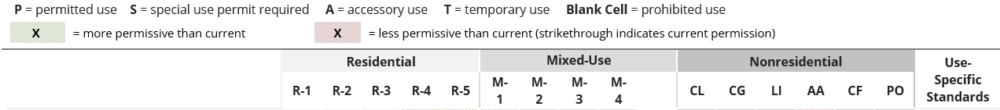 P = permitted use S = special use permit required A = accessory use T = temporary use Blank Cell = prohibited use
X = more permissive than current X = less permissive than current (strikethrough indicates current permission)
Residential Mixed-Use Nonresidential Use-Specific Standards
R-1 R-2 R-3 R-4 R-5 M-1 M-2 M-3 M-4 CL CG LI AA CF PO